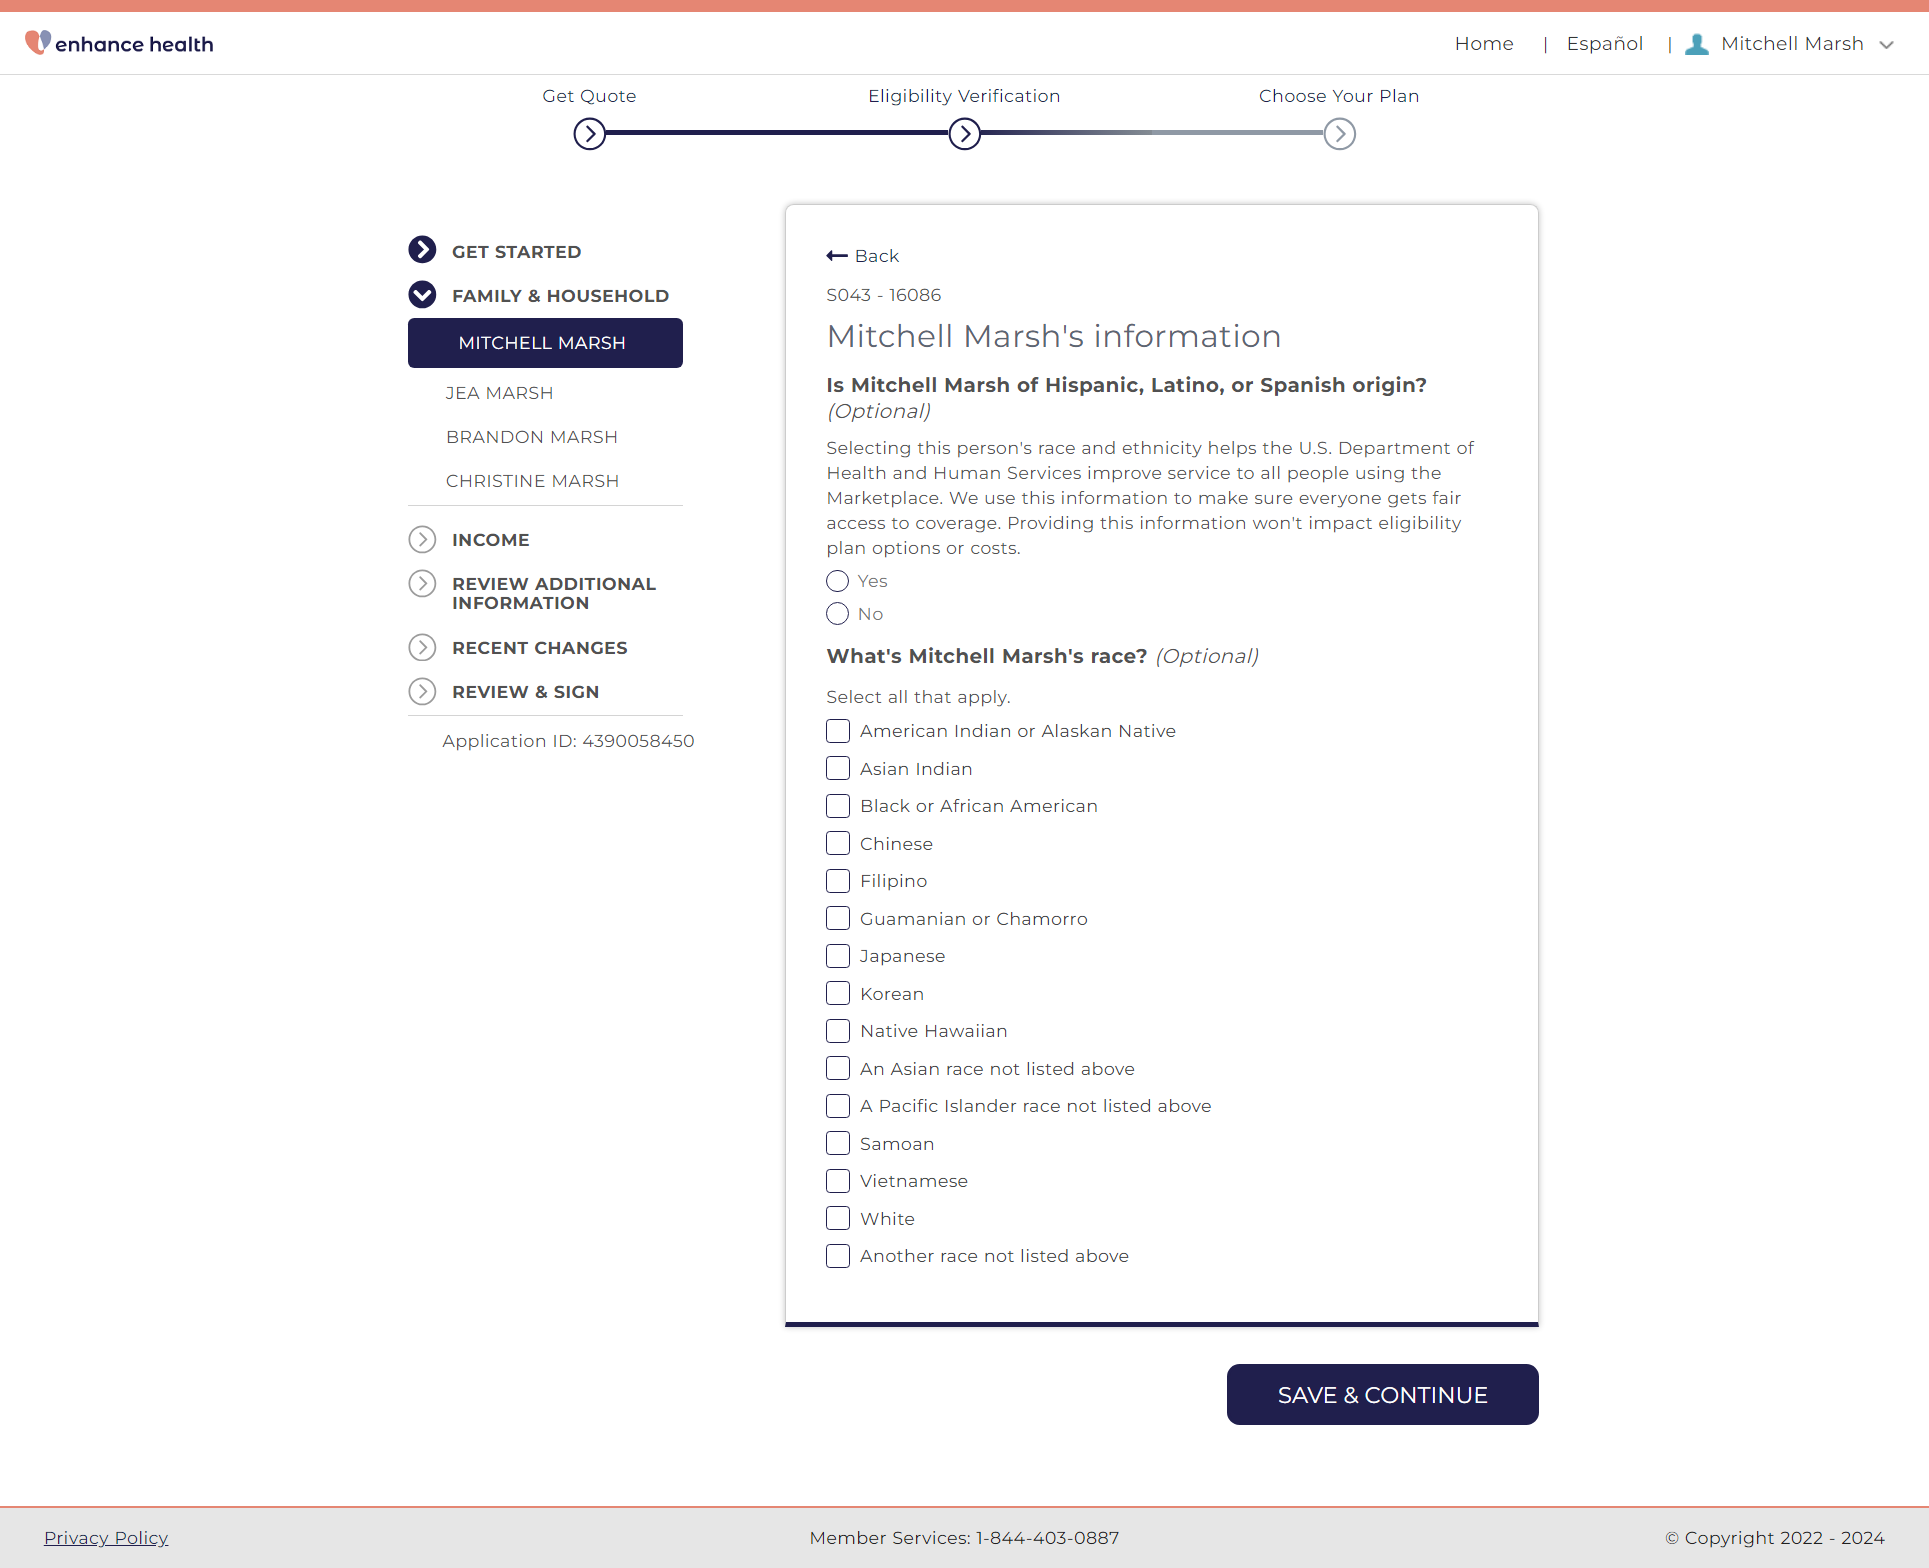 enhance health
Home | Español | Mitchell Marsh
Get Quote
Eligibility Verification
Choose Your Plan
GET STARTED
FAMILY & HOUSEHOLD
MITCHELL MARSH
JEA MARSH
BRANDON MARSH
CHRISTINE MARSH
INCOME
REVIEW ADDITIONAL
INFORMATION
RECENT CHANGES
REVIEW & SIGN
Application ID: 4390058450
Back
S043 - 16086
Mitchell Marsh's information
Is Mitchell Marsh of Hispanic, Latino, or Spanish origin?
(Optional)
Selecting this person's race and ethnicity helps the U.S. Department of
Health and Human Services improve service to all people using the
Marketplace. We use this information to make sure everyone gets fair
access to coverage. Providing this information won't impact eligibility
plan options or costs.
Yes
No
What's Mitchell Marsh's race? (Optional)
Select all that apply.
American Indian or Alaskan Native
Asian Indian
Black or African American
Chinese
Filipino
Guamanian or Chamorro
Japanese
Korean
Native Hawaiian
An Asian race not listed above
A Pacific Islander race not listed above
Samoan
Vietnamese
White
Another race not listed above
SAVE & CONTINUE
Privacy Policy
Member Services: 1-844-403-0887
© Copyright 2022 - 2024